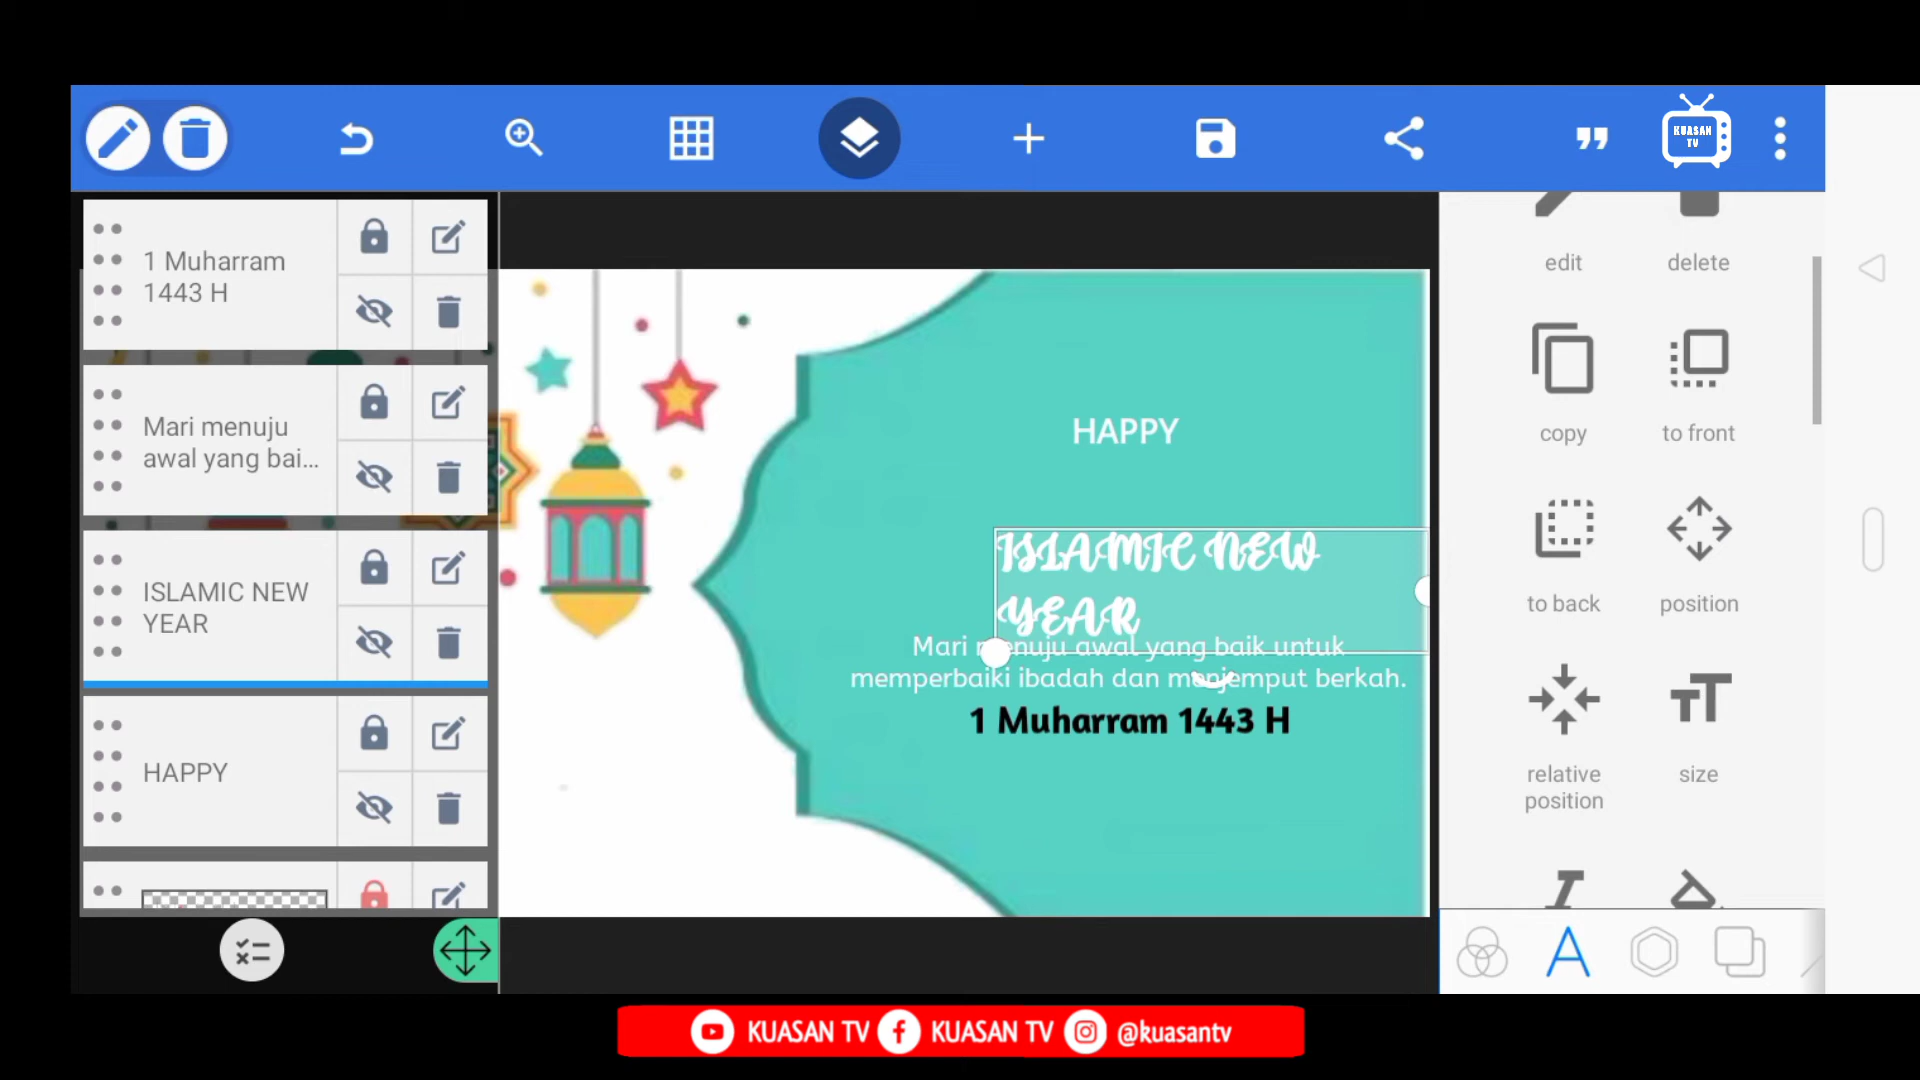 KUASAN
TV
1 Muharram
1443 H
Mari menuju
awal yang bai...
ISLAMIC NEW
YEAR
HAPPY
HAPPY
ISLAMIC NEW
YEAR
Mari menuju awal yang baik untuk
memperbaiki ibadah dan menjemput berkah.
1 Muharram 1443 H
edit
delete
copy
to front
to back
position
relative
position
size
KUASAN TV KUASAN TV @kuasantv